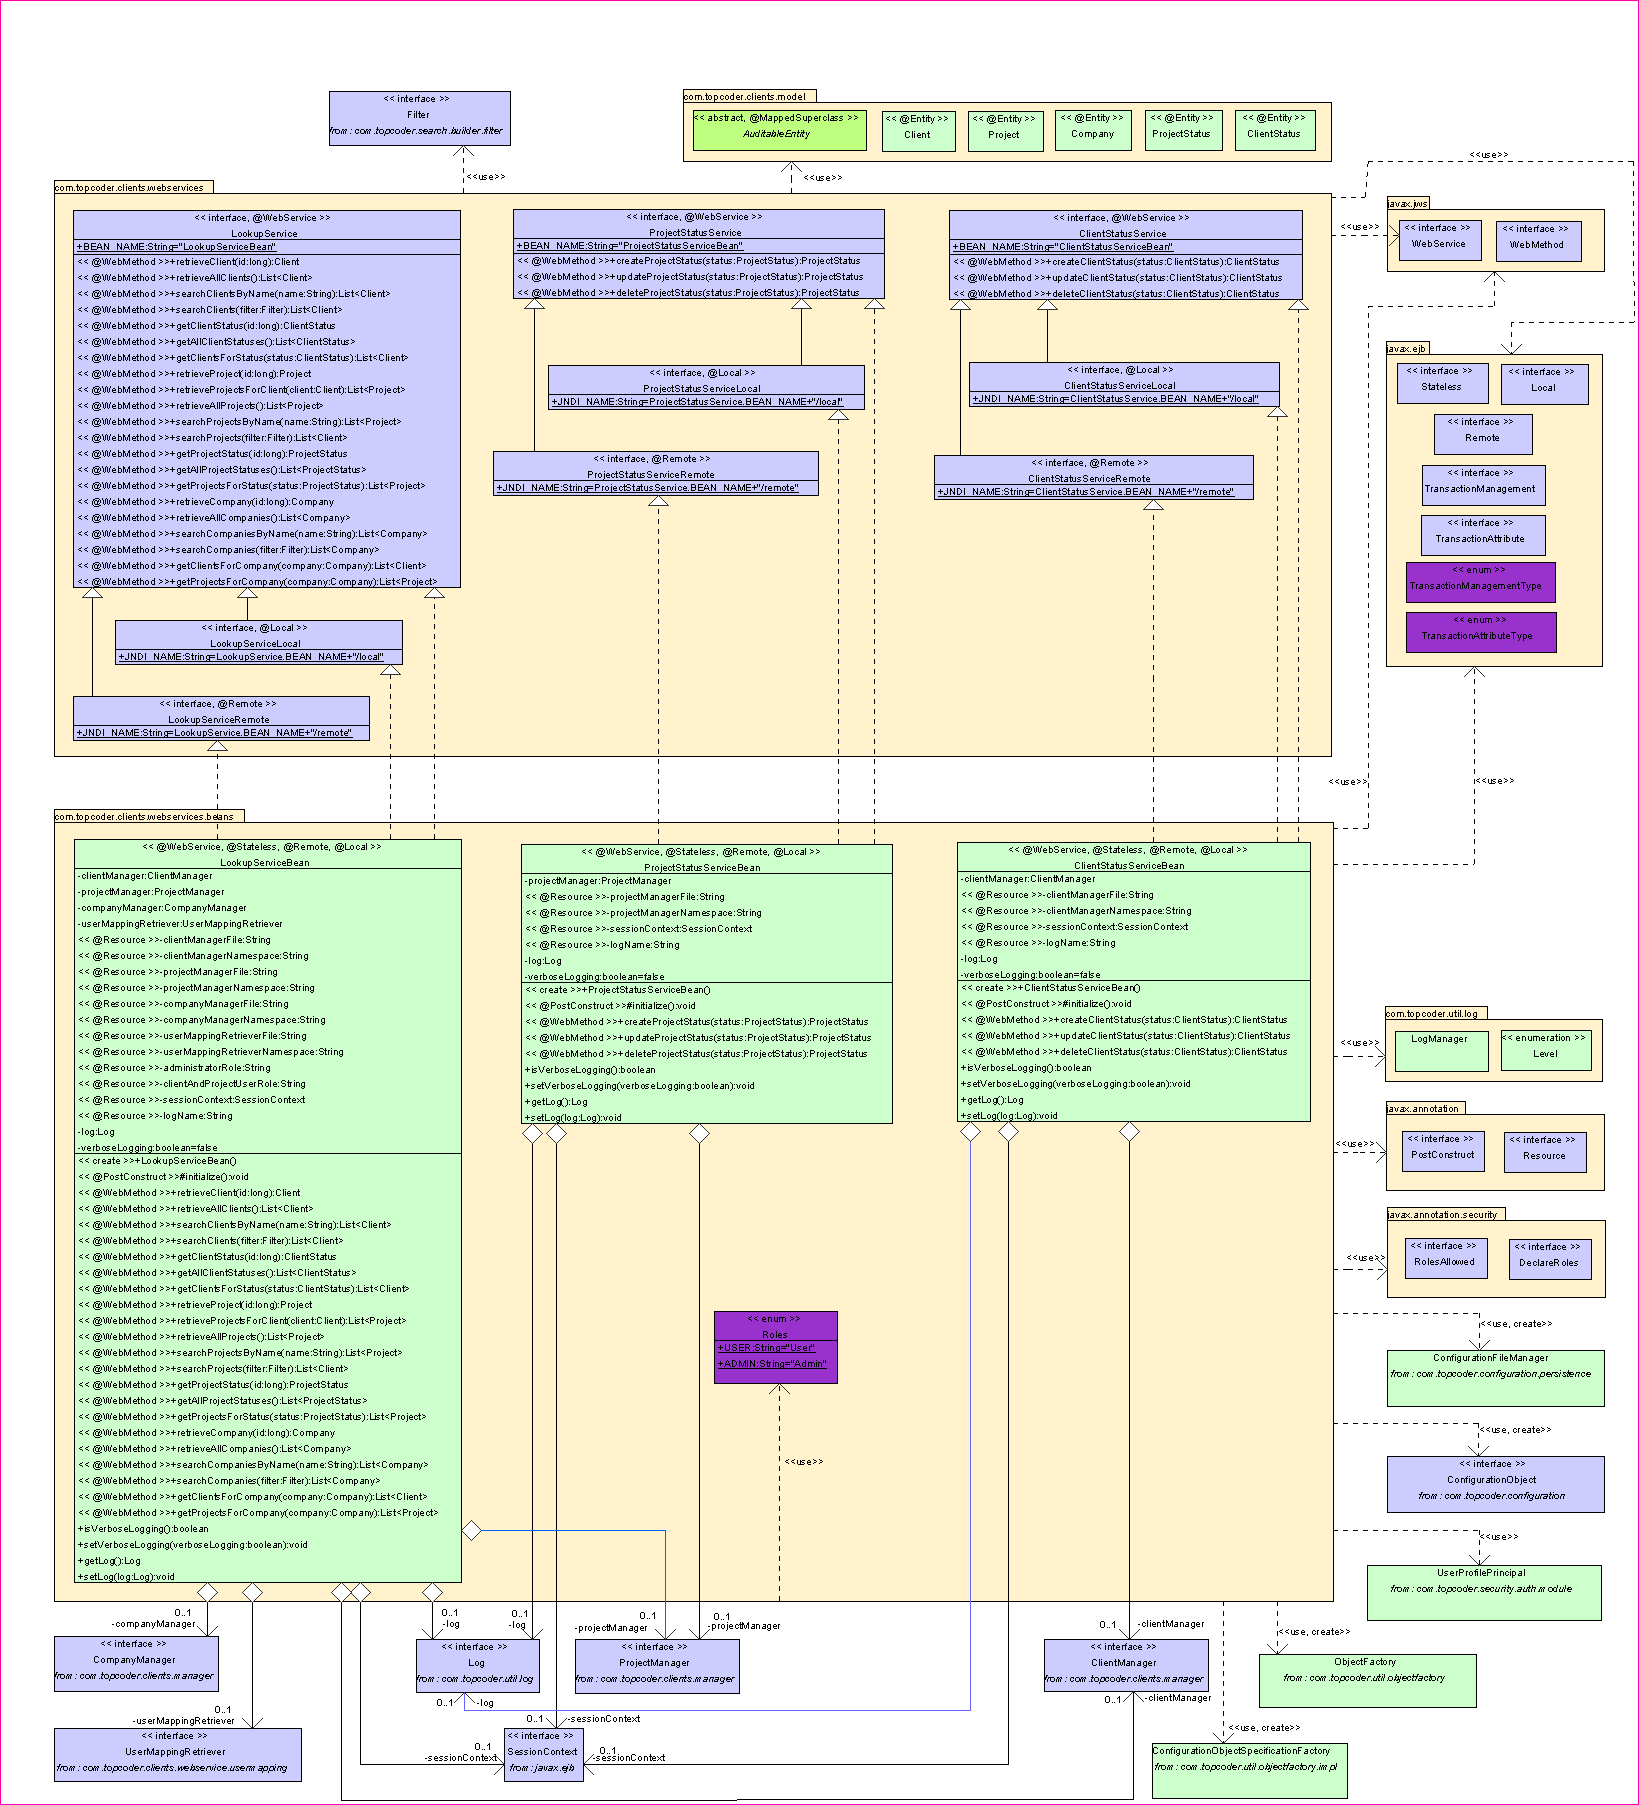 << interface >>
Filter
from : com.topcoder.search.builder.filter
com.topcoder.clients.model
<< abstract, @MappedSuperclass >>
AuditableEntity
<< @Entity >>
Client
<< @Entity >>
Project
<< @Entity >>
Company
<< @Entity >>
ProjectStatus
<< @Entity >>
ClientStatus
<<use>>
<<use>>
<<use>>
com.topcoder.clients.webservices
<< interface, @WebService >>
LookupService
+BEAN_NAME:String="LookupServiceBean"
<< @WebMethod >>+retrieveClient(id:long):Client
<< @WebMethod >>+retrieveAllClients():List<Client>
<< @WebMethod >>+searchClientsByName(name:String):List<Client>
<< @WebMethod >>+searchClients(filter:Filter):List<Client>
<< @WebMethod >>+getClientStatus(id:long):ClientStatus
<< @WebMethod >>+getAllClientStatuses():List<ClientStatus>
<< @WebMethod >>+getClientsForStatus(status:ClientStatus):List<Client>
<< @WebMethod >>+retrieveProject(id:long):Project
<< @WebMethod >>+retrieveProjectsForClient(client:Client):List<Project>
<< @WebMethod >>+retrieveAllProjects():List<Project>
<< @WebMethod >>+searchProjectsByName(name:String):List<Project>
<< @WebMethod >>+searchProjects(filter:Filter):List<Client>
<< @WebMethod >>+getProjectStatus(id:long):ProjectStatus
<< @WebMethod >>+getAllProjectStatuses():List<ProjectStatus>
<< @WebMethod >>+getProjectsForStatus(status:ProjectStatus):List<Project>
<< @WebMethod >>+retrieveCompany(id:long):Company
<< @WebMethod >>+retrieveAllCompanies():List<Company>
<< @WebMethod >>+searchCompaniesByName(name:String):List<Company>
<< @WebMethod >>+searchCompanies(filter:Filter):List<Company>
<< @WebMethod >>+getClientsForCompany(company:Company):List<Client>
<< @WebMethod >>+getProjectsForCompany(company:Company):List<Project>
<< interface, @Local >>
LookupServiceLocal
+JNDI_NAME:String=LookupService.BEAN_NAME+"/local"
<< interface, @Remote >>
LookupServiceRemote
+JNDI_NAME:String=LookupService.BEAN_NAME+"/remote"
<< interface, @WebService >>
ProjectStatusService
+BEAN_NAME:String="ProjectStatusServiceBean"
<< @WebMethod >>+createProjectStatus(status:ProjectStatus):ProjectStatus
<< @WebMethod >>+updateProjectStatus(status:ProjectStatus):ProjectStatus
<< @WebMethod >>+deleteProjectStatus(status:ProjectStatus):ProjectStatus
<< interface, @Local >>
ProjectStatusServiceLocal
+JNDI_NAME:String=ProjectStatusService.BEAN_NAME+"/local"
<< interface, @Remote >>
ProjectStatusServiceRemote
+JNDI_NAME:String=ProjectStatusService.BEAN_NAME+"/remote"
<< interface, @WebService >>
ClientStatusService
+BEAN_NAME:String="ClientStatusServiceBean"
<< @WebMethod >>+createClientStatus(status:ClientStatus):ClientStatus
<< @WebMethod >>+updateClientStatus(status:ClientStatus):ClientStatus
<< @WebMethod >>+deleteClientStatus(status:ClientStatus):ClientStatus
<< interface, @Local >>
ClientStatusServiceLocal
+JNDI_NAME:String=ClientStatusService.BEAN_NAME+"/local"
<< interface, @Remote >>
ClientStatusServiceRemote
+JNDI_NAME:String=ClientStatusService.BEAN_NAME+"/remote"
<<use>>
javax.jws
<< interface >>
WebService
<< interface >>
WebMethod
javax.ejb
<< interface >>
Stateless
<< interface >>
Local
<< interface >>
Remote
<< interface >>
TransactionManagement
<< interface >>
TransactionAttribute
<< enum >>
TransactionManagementType
<< enum >>
TransactionAttributeType
<<use>>
<<use>>
com.topcoder.clients.webservices.beans
<< @WebService, @Stateless, @Remote, @Local >>
LookupServiceBean
-clientManager:ClientManager
-projectManager:ProjectManager
-companyManager:CompanyManager
-userMappingRetriever:UserMappingRetriever
<< @Resource >>-clientManagerFile:String
<< @Resource >>-clientManagerNamespace:String
<< @Resource >>-projectManagerFile:String
<< @Resource >>-projectManagerNamespace:String
<< @Resource >>-companyManagerFile:String
<< @Resource >>-companyManagerNamespace:String
<< @Resource >>-userMappingRetrieverFile:String
<< @Resource >>-userMappingRetrieverNamespace:String
<< @Resource >>-administratorRole:String
<< @Resource >>-clientAndProjectUserRole:String
<< @Resource >>-sessionContext:SessionContext
<< @Resource >>-logName:String
-log:Log
-verboseLogging:boolean=false
<< create >>+LookupServiceBean()
<< @PostConstruct >>#initialize():void
<< @WebMethod >>+retrieveClient(id:long):Client
<< @WebMethod >>+retrieveAllClients():List<Client>
<< @WebMethod >>+searchClientsByName(name:String):List<Client>
<< @WebMethod >>+searchClients(filter:Filter):List<Client>
<< @WebMethod >>+getClientStatus(id:long):ClientStatus
<< @WebMethod >>+getAllClientStatuses():List<ClientStatus>
<< @WebMethod >>+getClientsForStatus(status:ClientStatus):List<Client>
<< @WebMethod >>+retrieveProject(id:long):Project
<< @WebMethod >>+retrieveProjectsForClient(client:Client):List<Project>
<< @WebMethod >>+retrieveAllProjects():List<Project>
<< @WebMethod >>+searchProjectsByName(name:String):List<Project>
<< @WebMethod >>+searchProjects(filter:Filter):List<Client>
<< @WebMethod >>+getProjectStatus(id:long):ProjectStatus
<< @WebMethod >>+getAllProjectStatuses():List<ProjectStatus>
<< @WebMethod >>+getProjectsForStatus(status:ProjectStatus):List<Project>
<< @WebMethod >>+retrieveCompany(id:long):Company
<< @WebMethod >>+retrieveAllCompanies():List<Company>
<< @WebMethod >>+searchCompaniesByName(name:String):List<Company>
<< @WebMethod >>+searchCompanies(filter:Filter):List<Company>
<< @WebMethod >>+getClientsForCompany(company:Company):List<Client>
<< @WebMethod >>+getProjectsForCompany(company:Company):List<Project>
+isVerboseLogging():boolean
+setVerboseLogging(verboseLogging:boolean):void
+getLog():Log
+setLog(log:Log):void
<< @WebService, @Stateless, @Remote, @Local >>
ProjectStatusServiceBean
-projectManager:ProjectManager
<< @Resource >>-projectManagerFile:String
<< @Resource >>-projectManagerNamespace:String
<< @Resource >>-sessionContext:SessionContext
<< @Resource >>-logName:String
-log:Log
-verboseLogging:boolean=false
<< create >>+ProjectStatusServiceBean()
<< @PostConstruct >>#initialize():void
<< @WebMethod >>+createProjectStatus(status:ProjectStatus):ProjectStatus
<< @WebMethod >>+updateProjectStatus(status:ProjectStatus):ProjectStatus
<< @WebMethod >>+deleteProjectStatus(status:ProjectStatus):ProjectStatus
+isVerboseLogging():boolean
+setVerboseLogging(verboseLogging:boolean):void
+getLog():Log
+setLog(log:Log):void
<< @WebService, @Stateless, @Remote, @Local >>
ClientStatusServiceBean
-clientManager:ClientManager
<< @Resource >>-clientManagerFile:String
<< @Resource >>-clientManagerNamespace:String
<< @Resource >>-sessionContext:SessionContext
<< @Resource >>-logName:String
-log:Log
-verboseLogging:boolean=false
<< create >>+ClientStatusServiceBean()
<< @PostConstruct >>#initialize():void
<< @WebMethod >>+createClientStatus(status:ClientStatus):ClientStatus
<< @WebMethod >>+updateClientStatus(status:ClientStatus):ClientStatus
<< @WebMethod >>+deleteClientStatus(status:ClientStatus):ClientStatus
+isVerboseLogging():boolean
+setVerboseLogging(verboseLogging:boolean):void
+getLog():Log
+setLog(log:Log):void
<< enum >>
Roles
+USER:String="User"
+ADMIN:String="Admin"
<<use>>
com.topcoder.util.log
LogManager
<< enumeration >>
Level
<<use>>
javax.annotation
<< interface >>
PostConstruct
<< interface >>
Resource
<<use>>
javax.annotation.security
<< interface >>
RolesAllowed
<< interface >>
DeclareRoles
<<use>>
<<use, create>>
ConfigurationFileManager
from : com.topcoder.configuration.persistence
<<use, create>>
<< interface >>
ConfigurationObject
from : com.topcoder.configuration
<<use>>
UserProfilePrincipal
from : com.topcoder.security.auth.module
<<use, create>>
ObjectFactory
from : com.topcoder.util.objectfactory
<<use, create>>
ConfigurationObjectSpecificationFactory
from : com.topcoder.util.objectfactory.impl
0..1
-companyManager
<< interface >>
CompanyManager
from : com.topcoder.clients.manager
0..1
-userMappingRetriever
<< interface >>
UserMappingRetriever
from : com.topcoder.clients.webservice.usermapping
0..1
-log
0..1
-log
<< interface >>
Log
from : com.topcoder.util.log
0..1
-log
0..1
-projectManager
0..1
-projectManager
<< interface >>
ProjectManager
from : com.topcoder.clients.manager
0..1
-sessionContext
0..1
-sessionContext
0..1
-sessionContext
<< interface >>
SessionContext
from : javax.ejb
0..1
-clientManager
<< interface >>
ClientManager
from : com.topcoder.clients.manager
0..1
-clientManager